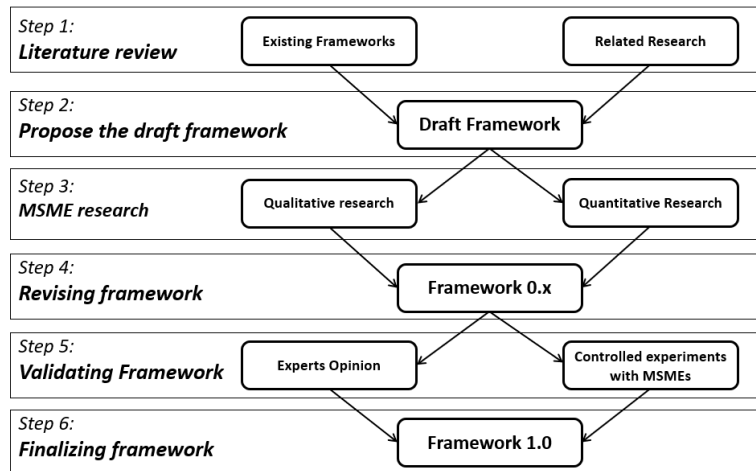 Step 1:
Literature review
Existing Frameworks
Related Research
Step 2:
Propose the draft framework
Draft Framework
Step 3:
MSME research
Qualitative research
Quantitative Research
Step 4:
Revising framework
Framework 0.x
Step 5:
Validating Framework
Experts Opinion
Controlled experiments
with MSMEs
Step 6:
Finalizing framework
Framework 1.0